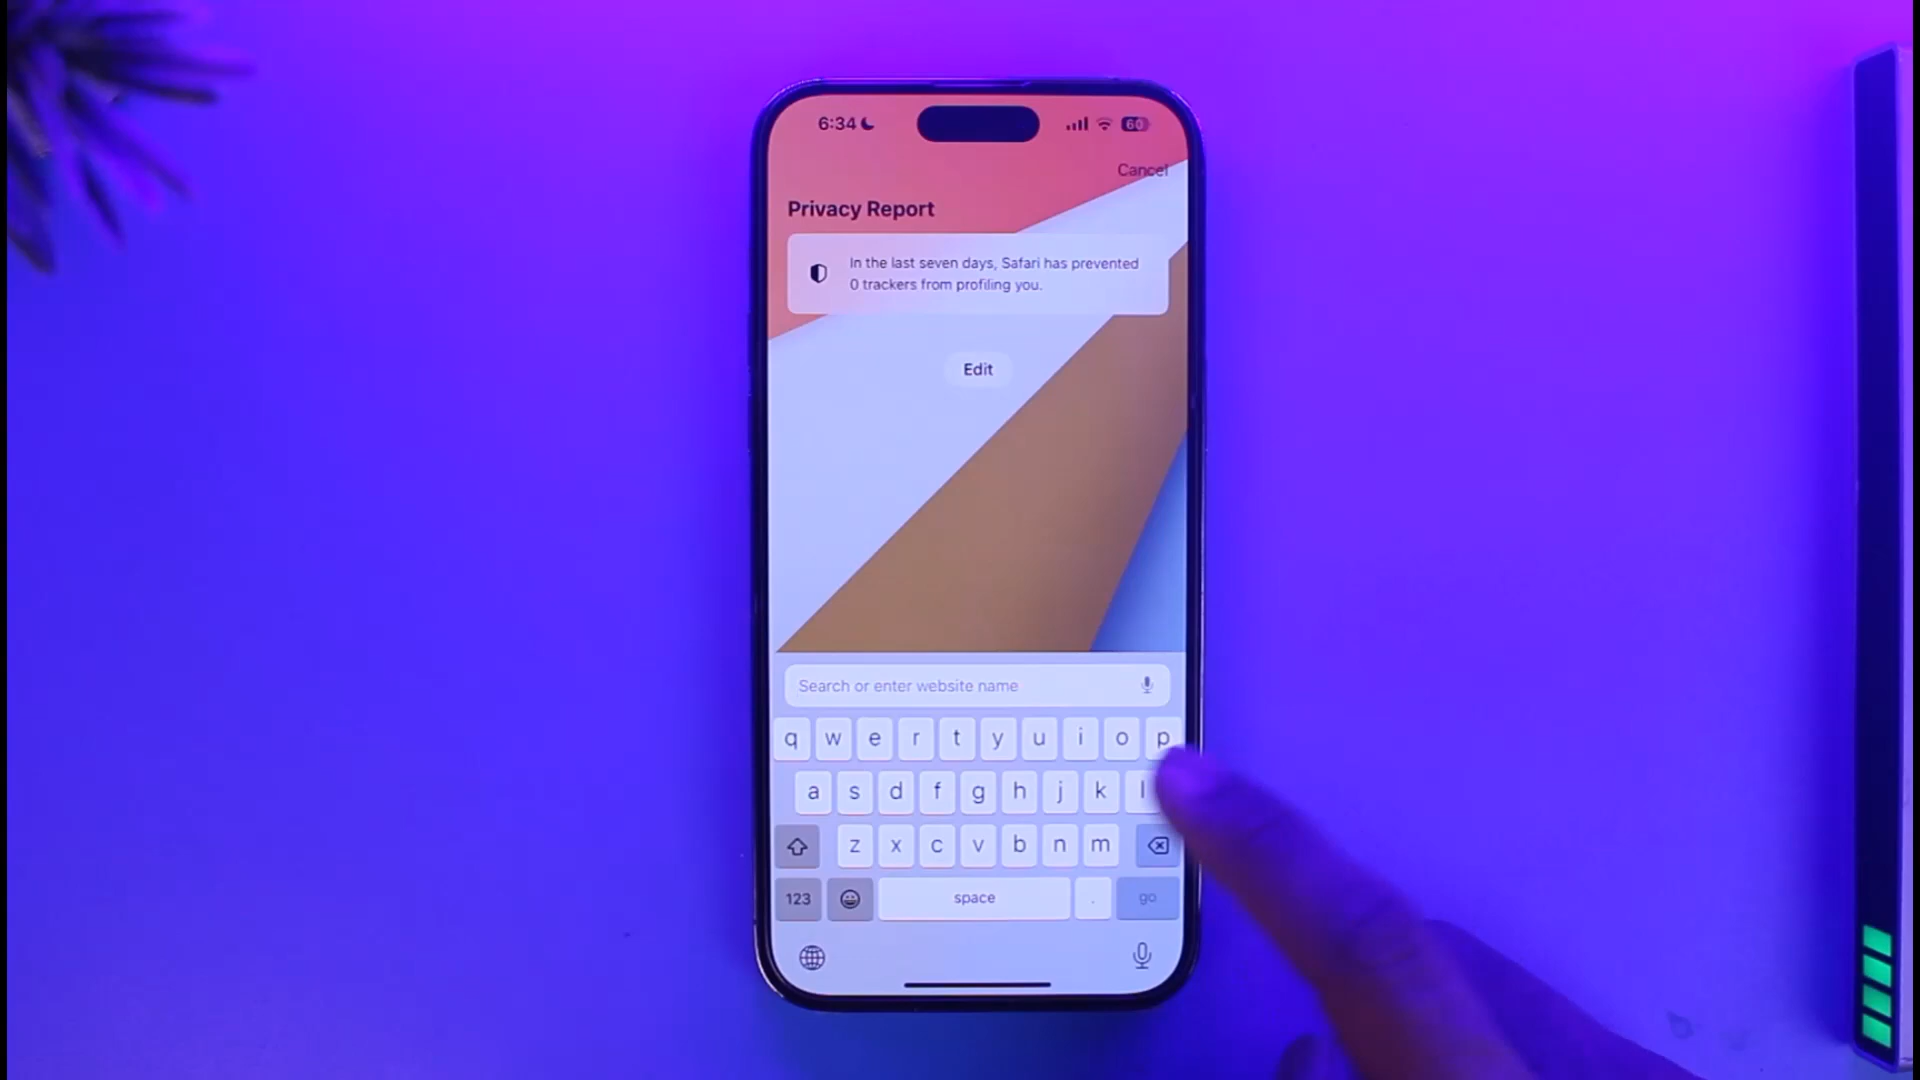 6:34
60
Cancel
Privacy Report
In the last seven days, Safari has prevented
0 trackers from profiling you.
Edit
Search or enter website name
q w e r t y u i o p
a s d f g h j k l
z x c v b n m
123 space . go